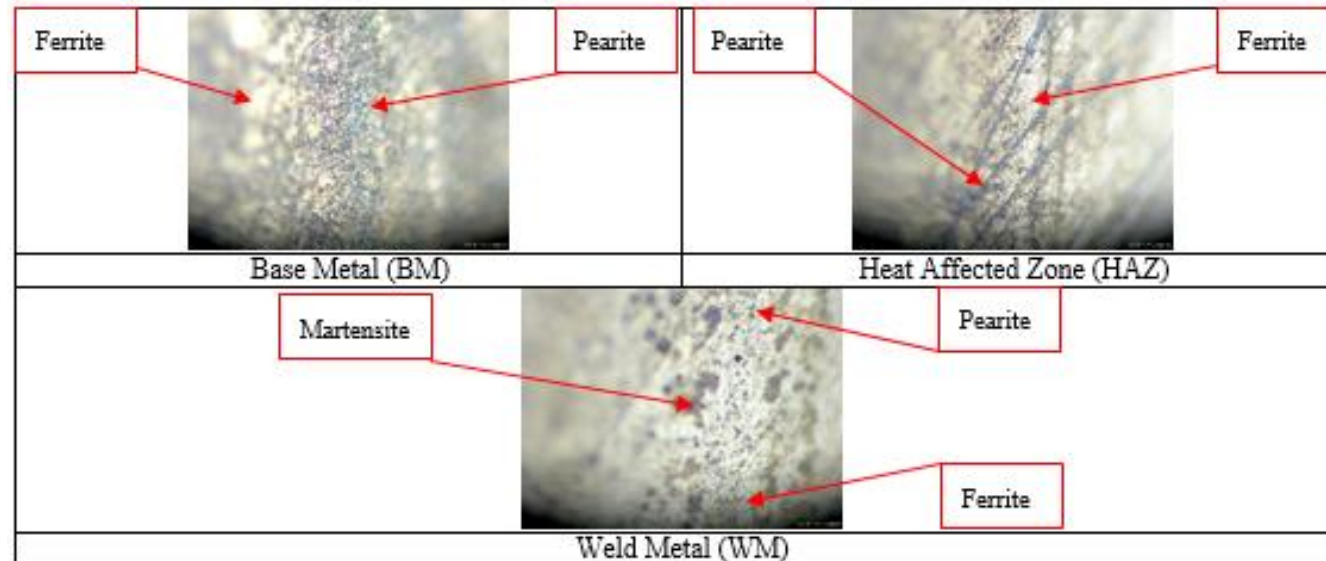 Ferrite
Pearite
Pearite
Ferrite
Base Metal (BM)
Heat Affected Zone (HAZ)
Martensite
Pearite
Ferrite
Weld Metal (WM)